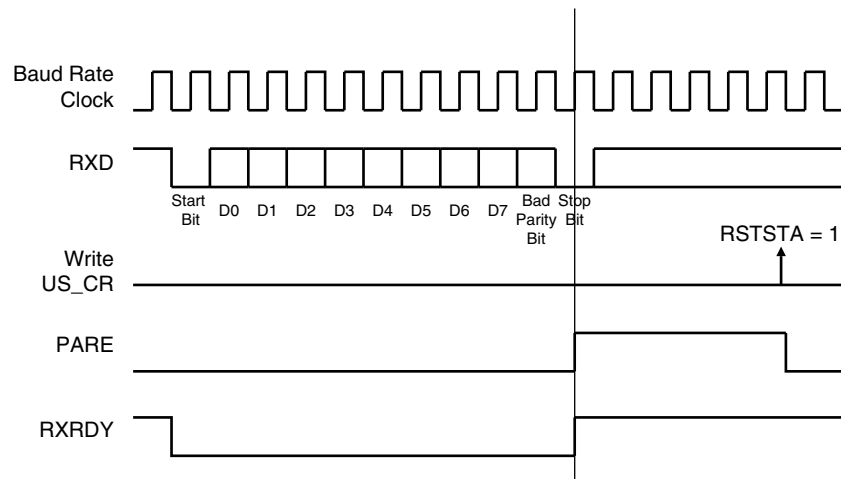 Baud Rate
Clock
RXD
Start
Bit
D0 D1 D2 D3 D4 D5 D6 D7
Bad
Parity
Bit
Stop
Bit
RSTSTA = 1
Write
US_CR
PARE
RXRDY